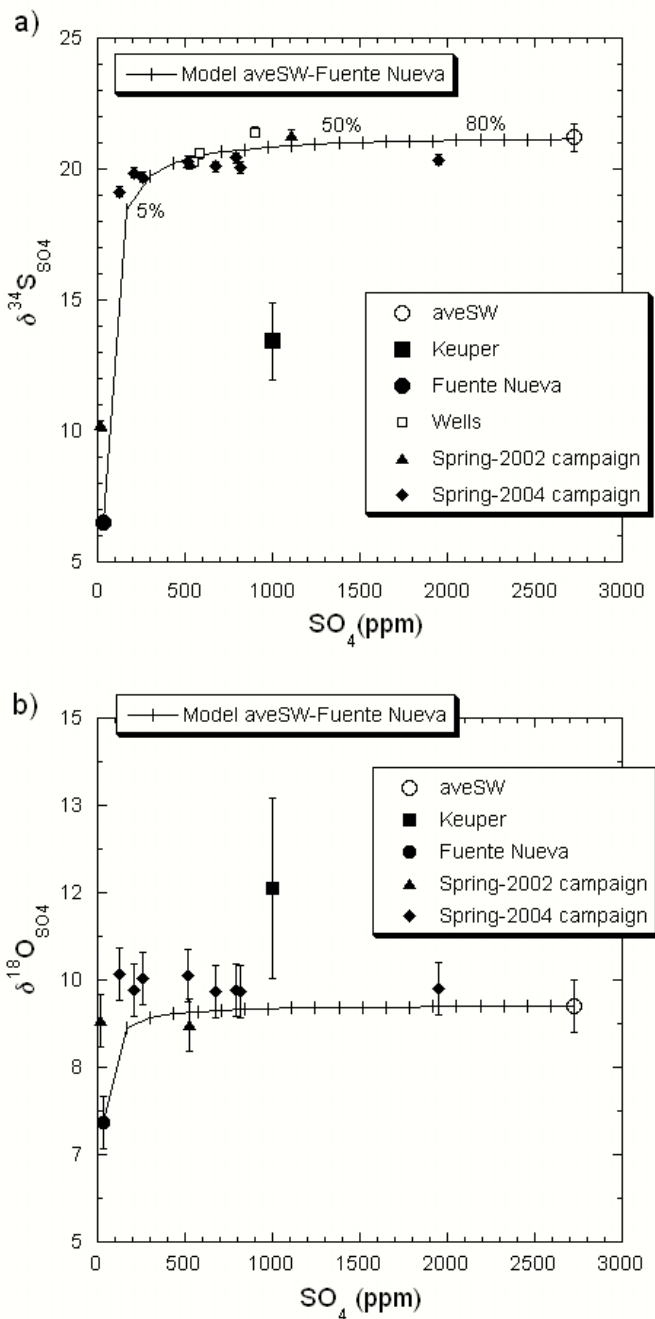 a)
25
Model aveSW-Fuente Nueva
50%
80%
20
5%
δ34SSO4
15
aveSW
Keuper
Fuente Nueva
Wells
Spring-2002 campaign
Spring-2004 campaign
10
5
0 500 1000 1500 2000 2500 3000
SO4(ppm)
b)
15
Model aveSW-Fuente Nueva
13
aveSW
Keuper
Fuente Nueva
Spring-2002 campaign
Spring-2004 campaign
12
δ18OSO4
10
8
7
5
0 500 1000 1500 2000 2500 3000
SO4 (ppm)